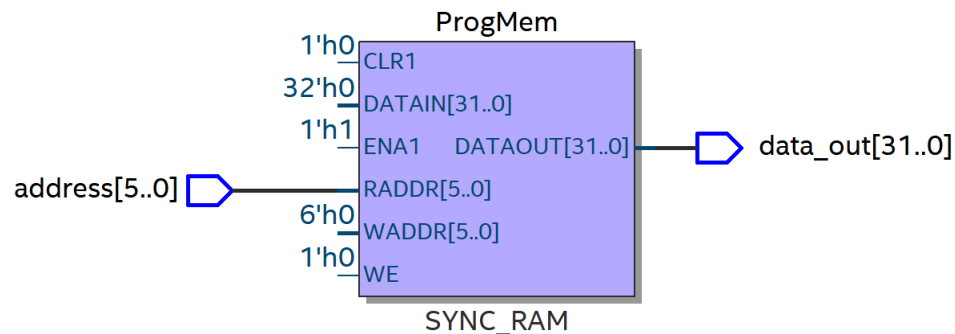 ProgMem
1'h0
CLR1
32'h0
DATAIN[31..0]
1'h1
ENA1
DATAOUT[31..0]
data_out[31..0]
address[5..0]
RADDR[5..0]
6'h0
WADDR[5..0]
1'h0
WE
SYNC_RAM